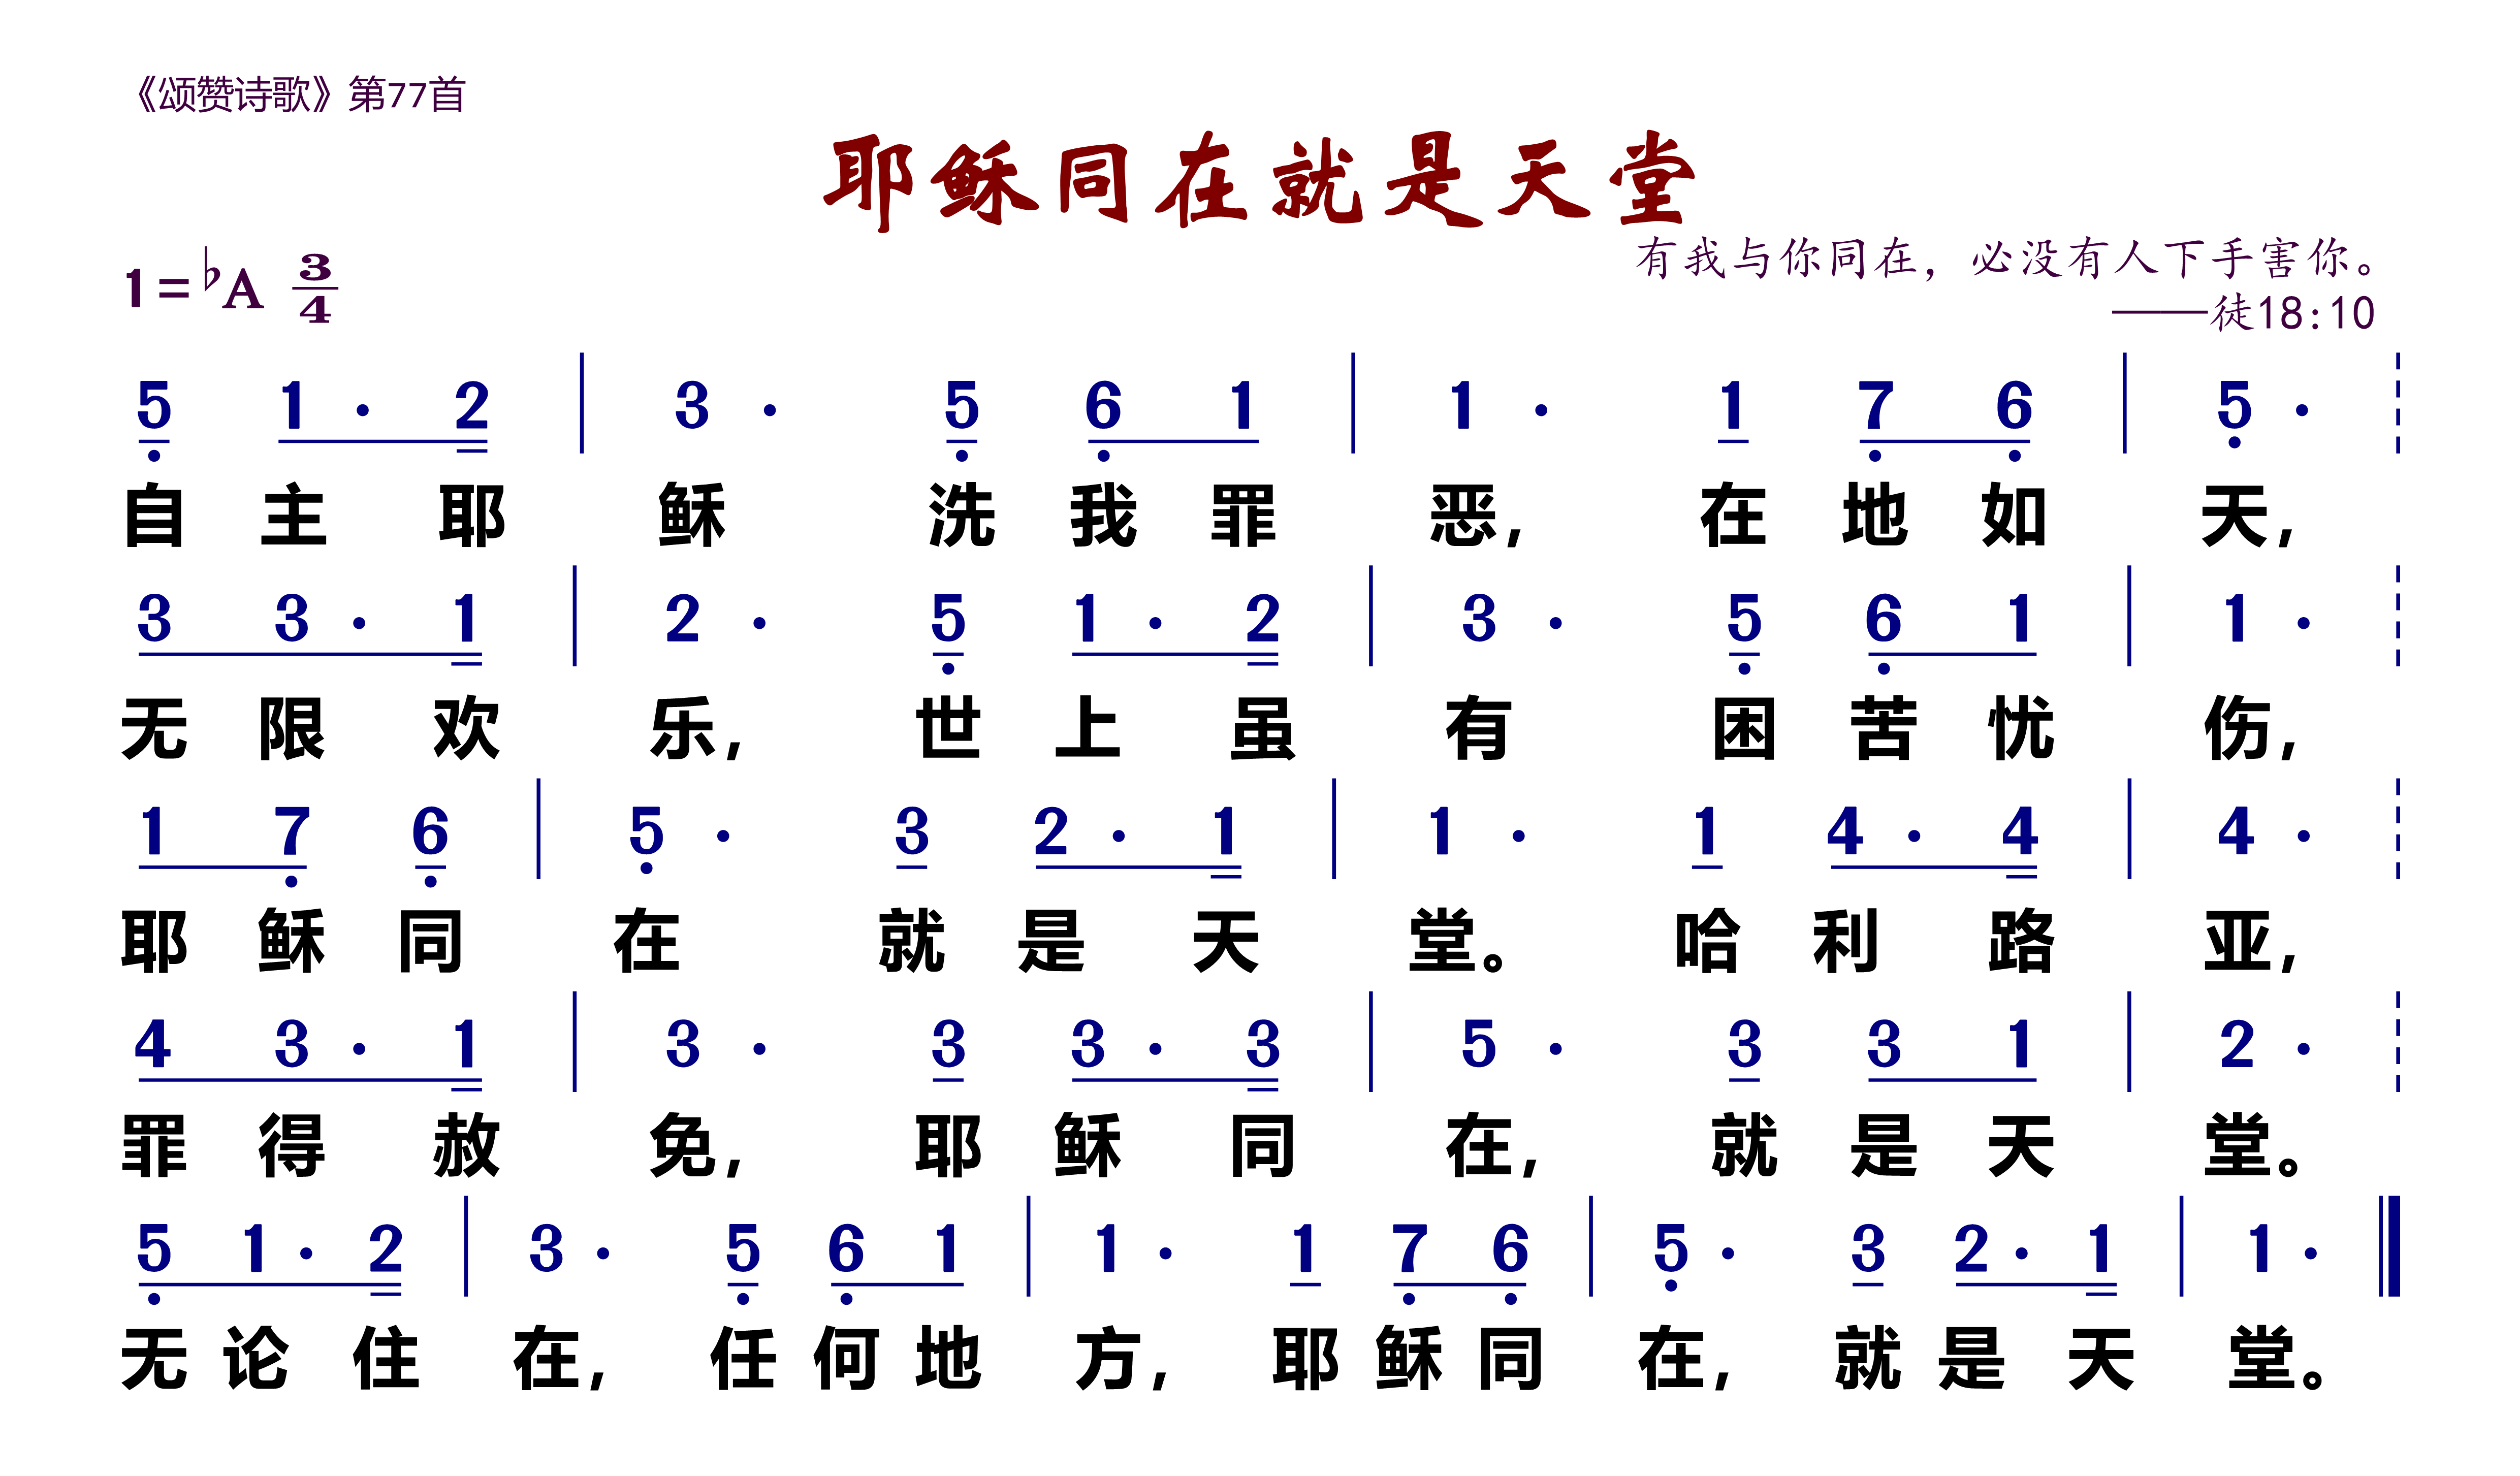 《颂赞诗歌》第77首
耶稣同在就是天堂
有我与你同在，必没有人下手害你。
1=♭A 3/4
——徒18:10
5 1 · 2 | 3 · 5 6 1 | 1 · 1 7 6 | 5 ·
自主耶稣洗我罪恶，在地如天，
3 3 · 1 | 2 · 5 1 · 2 | 3 · 5 6 1 | 1 ·
无限欢乐，世上虽有困苦忧伤，
1 7 6 | 5 · 3 2 · 1 | 1 · 1 4 · 4 | 4 ·
耶稣同在就是天堂。哈利路亚，
4 3 · 1 | 3 · 3 3 · 3 | 5 · 3 3 1 | 2 ·
罪得赦免，耶稣同在，就是天堂。
5 1 · 2 | 3 · 5 6 1 | 1 · 1 7 6 | 5 · 3 2 · 1 | 1 ·
无论住在，任何地方，耶稣同在，就是天堂。